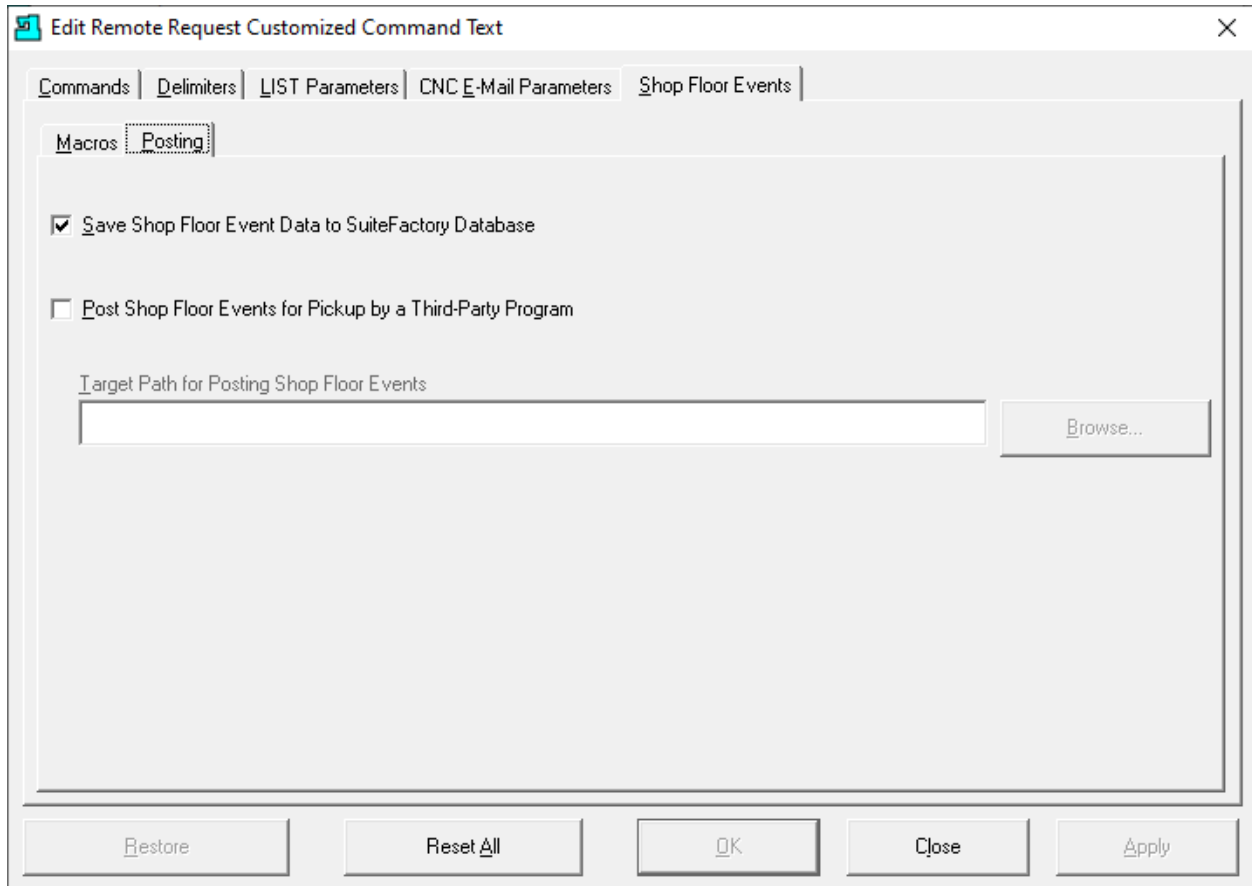 Edit Remote Request Customized Command Text
Commands Delimiters LIST Parameters CNC E-Mail Parameters Shop Floor Events
Macros Posting
Save Shop Floor Event Data to SuiteFactory Database
Post Shop Floor Events for Pickup by a Third-Party Program
Target Path for Posting Shop Floor Events
Browse...
Restore Reset All OK Close Apply